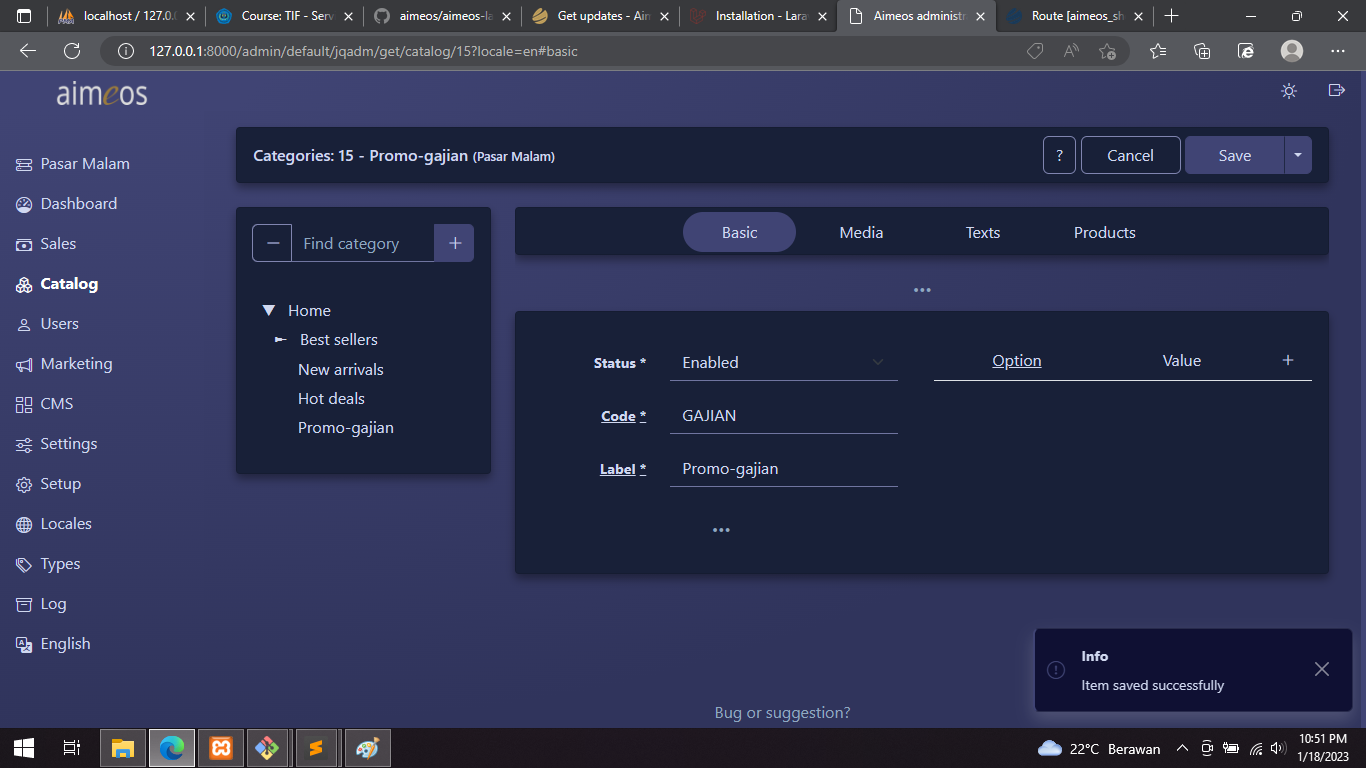 localhost / 127.0.0
Course: TIF - Serv
aimeos/aimeos-la
Get updates - Aim
Installation - Larav
Aimeos administr
Route [aimeos_sh
127.0.0.1:8000/admin/default/jqadm/get/catalog/15?locale=en#basic
aimeos
Categories: 15 - Promo-gajian (Pasar Malam)
?
Cancel
Save
Pasar Malam
Dashboard
Sales
Catalog
Users
Marketing
CMS
Settings
Setup
Locales
Types
Log
English
Find category
Home
Best sellers
New arrivals
Hot deals
Promo-gajian
Basic Media Texts Products
Status * Enabled
Option Value
Code * GAJIAN
Label * Promo-gajian
Info
Item saved successfully
Bug or suggestion?
22°C Berawan
10:51 PM
1/18/2023